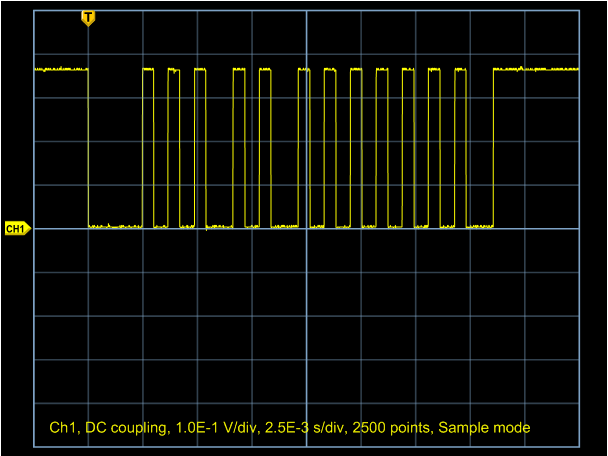 T
CH1
Ch1, DC coupling, 1.0E-1 V/div, 2.5E-3 s/div, 2500 points, Sample mode